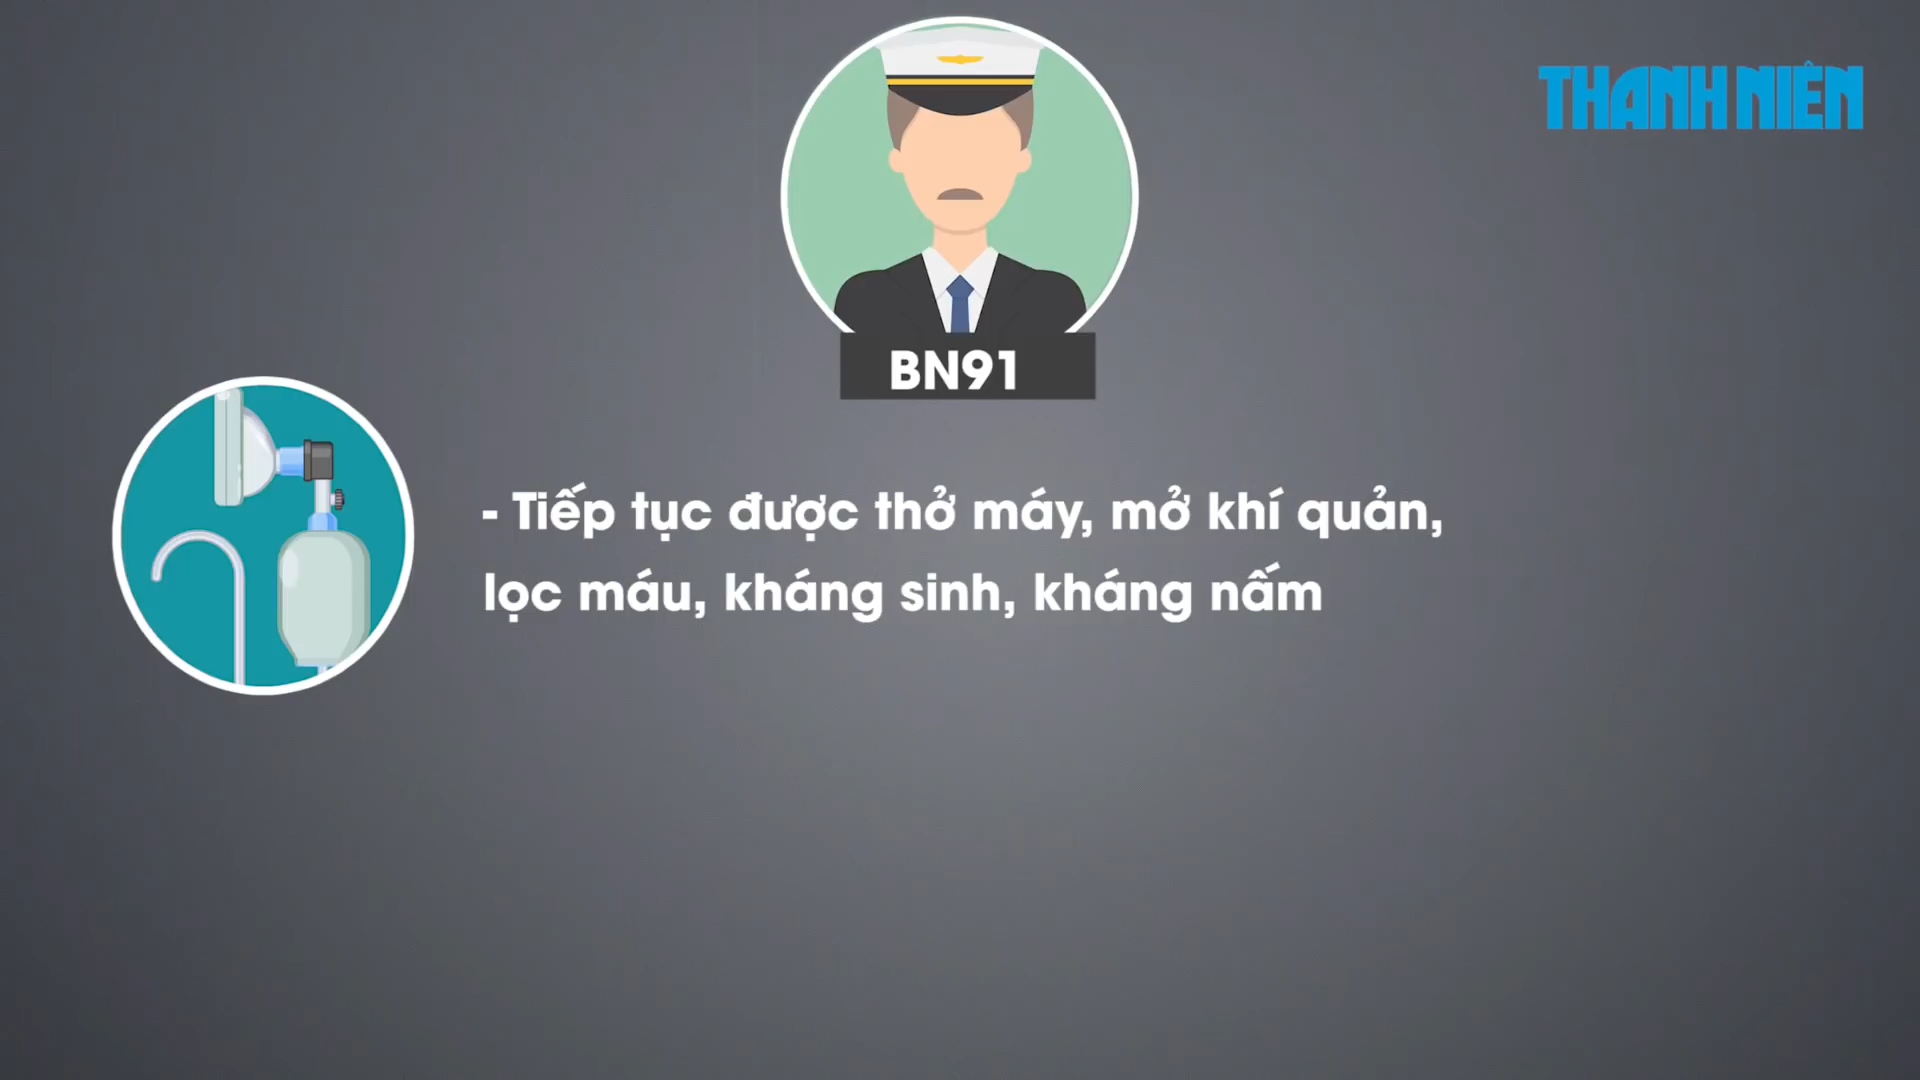 THANH NIÊN
BN91
- Tiếp tục được thở máy, mở khí quản,
lọc máu, kháng sinh, kháng nấm